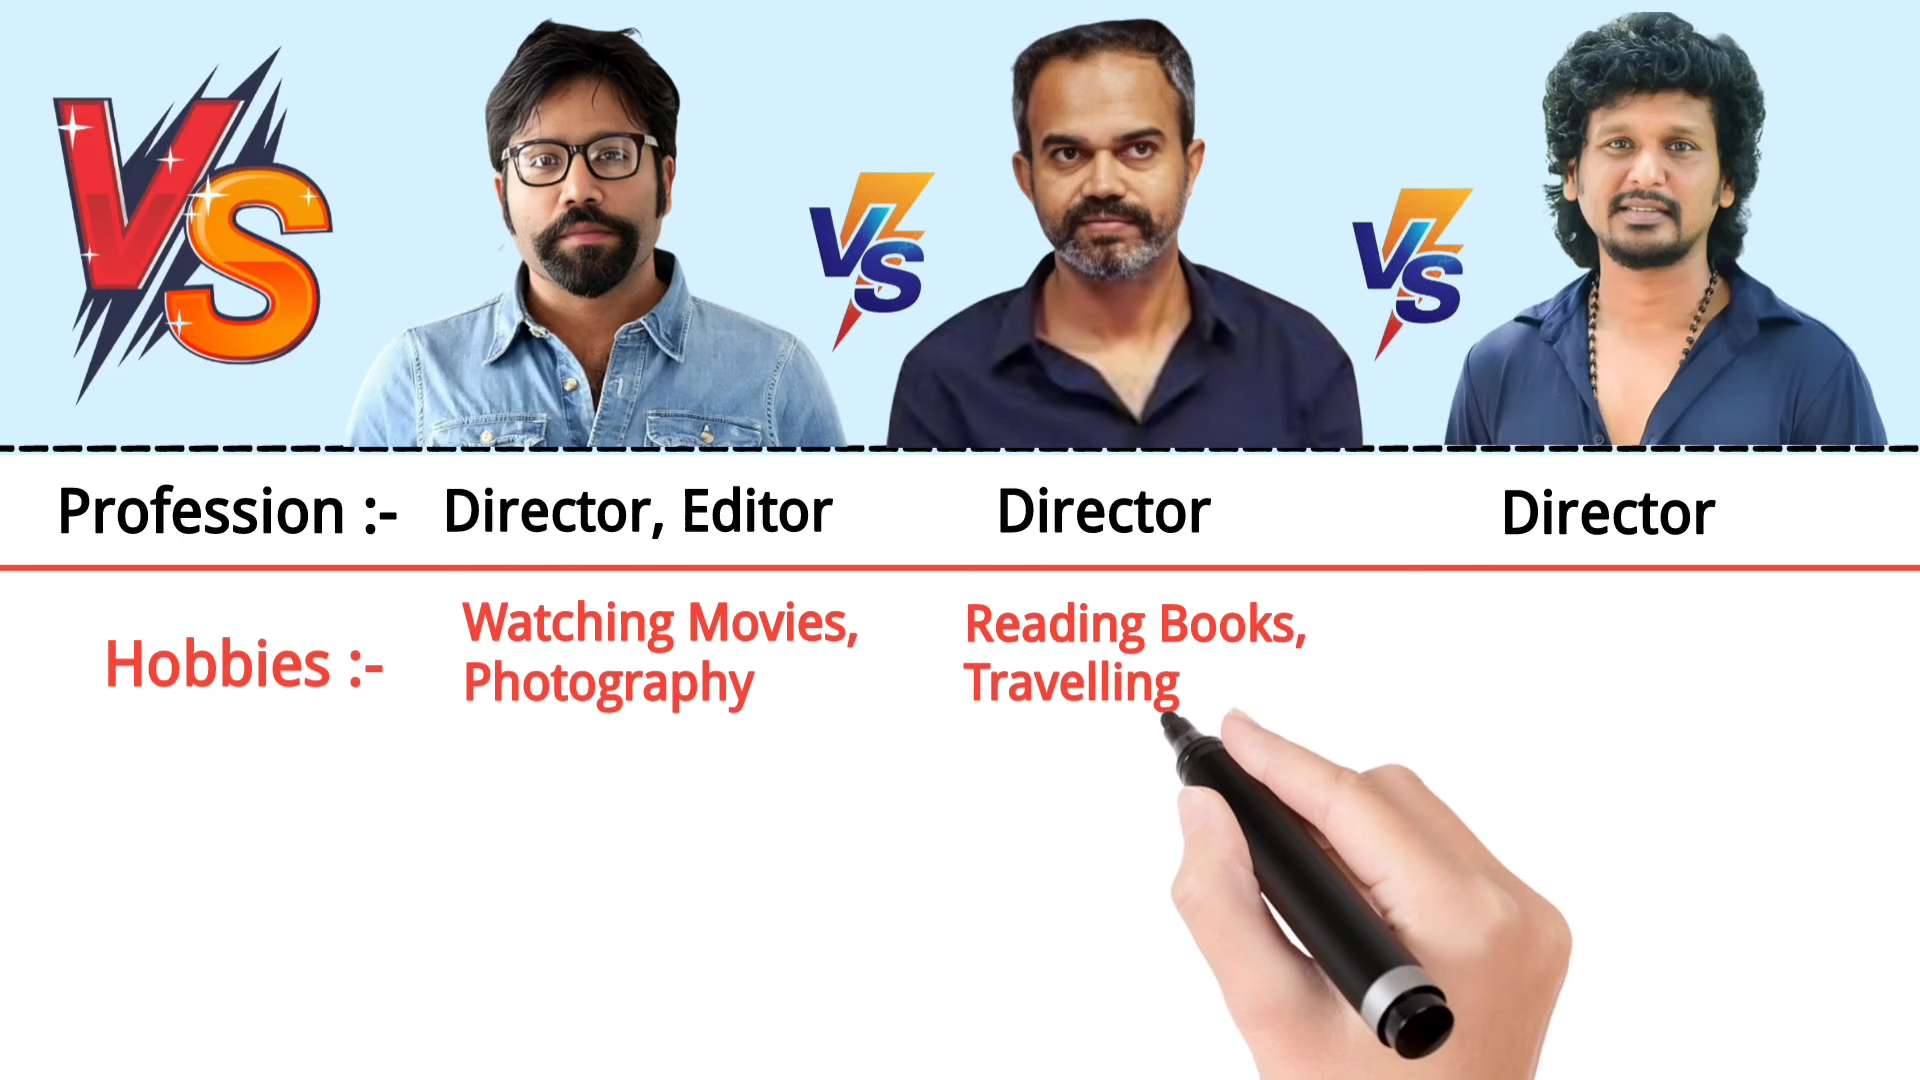 VS
VS
VS
Profession :- Director, Editor Director Director
Hobbies :- Watching Movies, Reading Books,
Photography Travelling